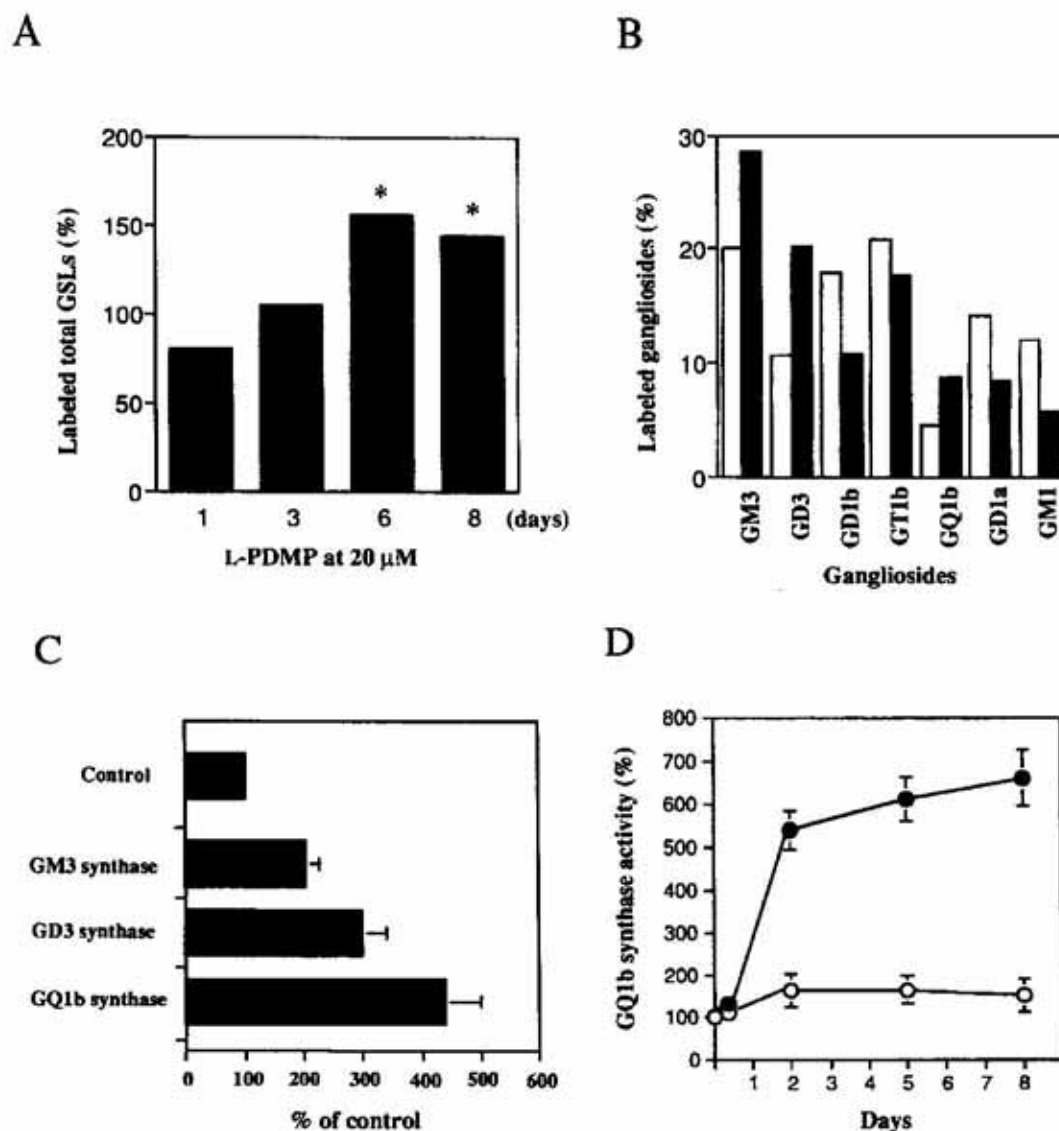 A
Labeled total GSLs (%)
200
150
100
50
0
*
*
1 3 6 8 (days)
L-PDMP at 20 μM
B
Labeled gangliosides (%)
30
20
10
0
GM3
GD3
GD1b
GT1b
GQ1b
GD1a
GM1
Gangliosides
C
Control
GM3 synthase
GD3 synthase
GQ1b synthase
0 100 200 300 400 500 600
% of control
D
GQ1b synthase activity (%)
800
700
600
500
400
300
200
100
0
1 2 3 4 5 6 7 8
Days